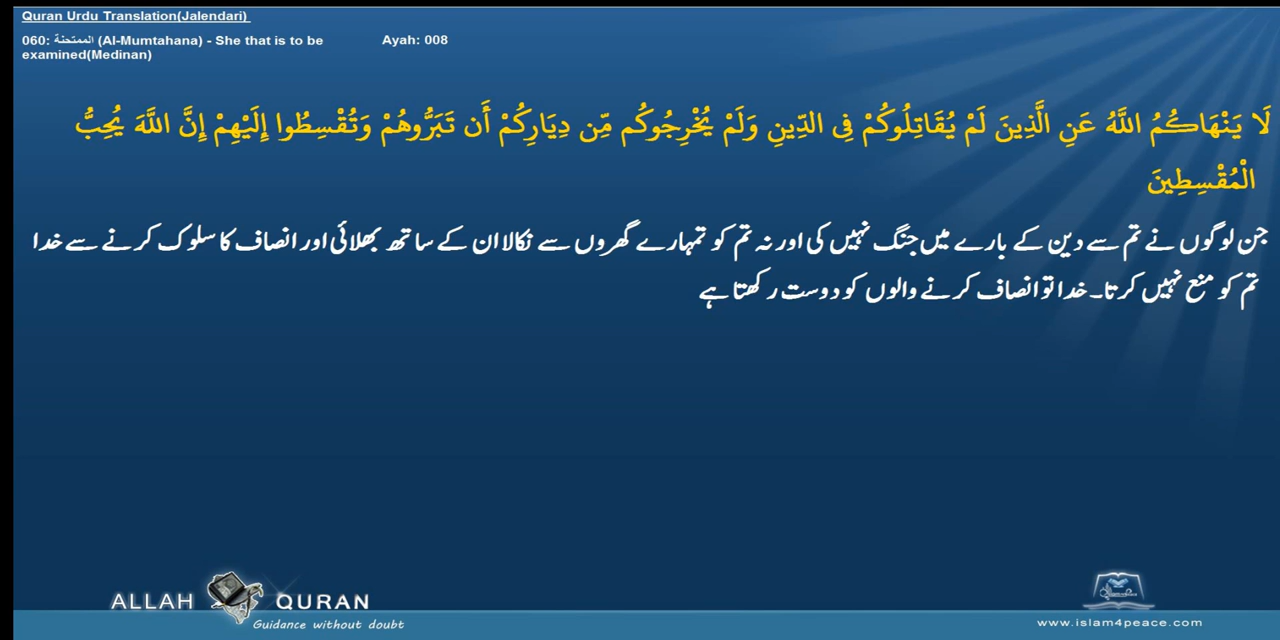 Quran Urdu Translation(Jalendari)
060: الممتحنة (Al-Mumtahana) - She that is to be Ayah: 008
examined(Medinan)
لَا يَنْهَاكُمُ اللَّهُ عَنِ الَّذِينَ لَمْ يُقَاتِلُوكُمْ فِي الدِّينِ وَلَمْ يُخْرِجُوكُم مِّن دِيَارِكُمْ أَن تَبَرُّوهُمْ وَتُقْسِطُوا إِلَيْهِمْ إِنَّ اللَّهَ يُحِبُّ
الْمُقْسِطِينَ
جن لوگوں نے تم سے دین کے بارے میں جنگ نہیں کی اور نہ تم کو تمہارے گھروں سے نکالا ان کے ساتھ بھلائی اور انصاف کا سلوک کرنے سے خدا
تم کو منع نہیں کرتا۔ خدا تو انصاف کرنے والوں کو دوست رکھتا ہے
ALLAH QURAN
Guidance without doubt
www.islam4peace.com